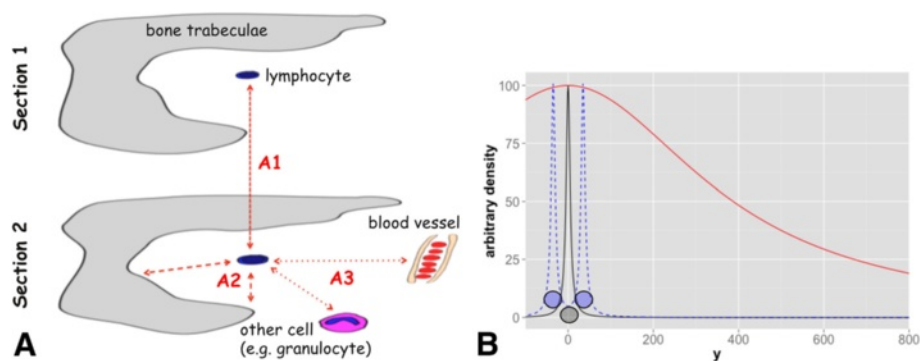 Section 1
bone trabeculae
lymphocyte
A1
Section 2
blood vessel
A2
A3
other cell
(e.g. granulocyte)
A
B
arbitrary density
100
75
50
25
0
0
200
400
600
800
y